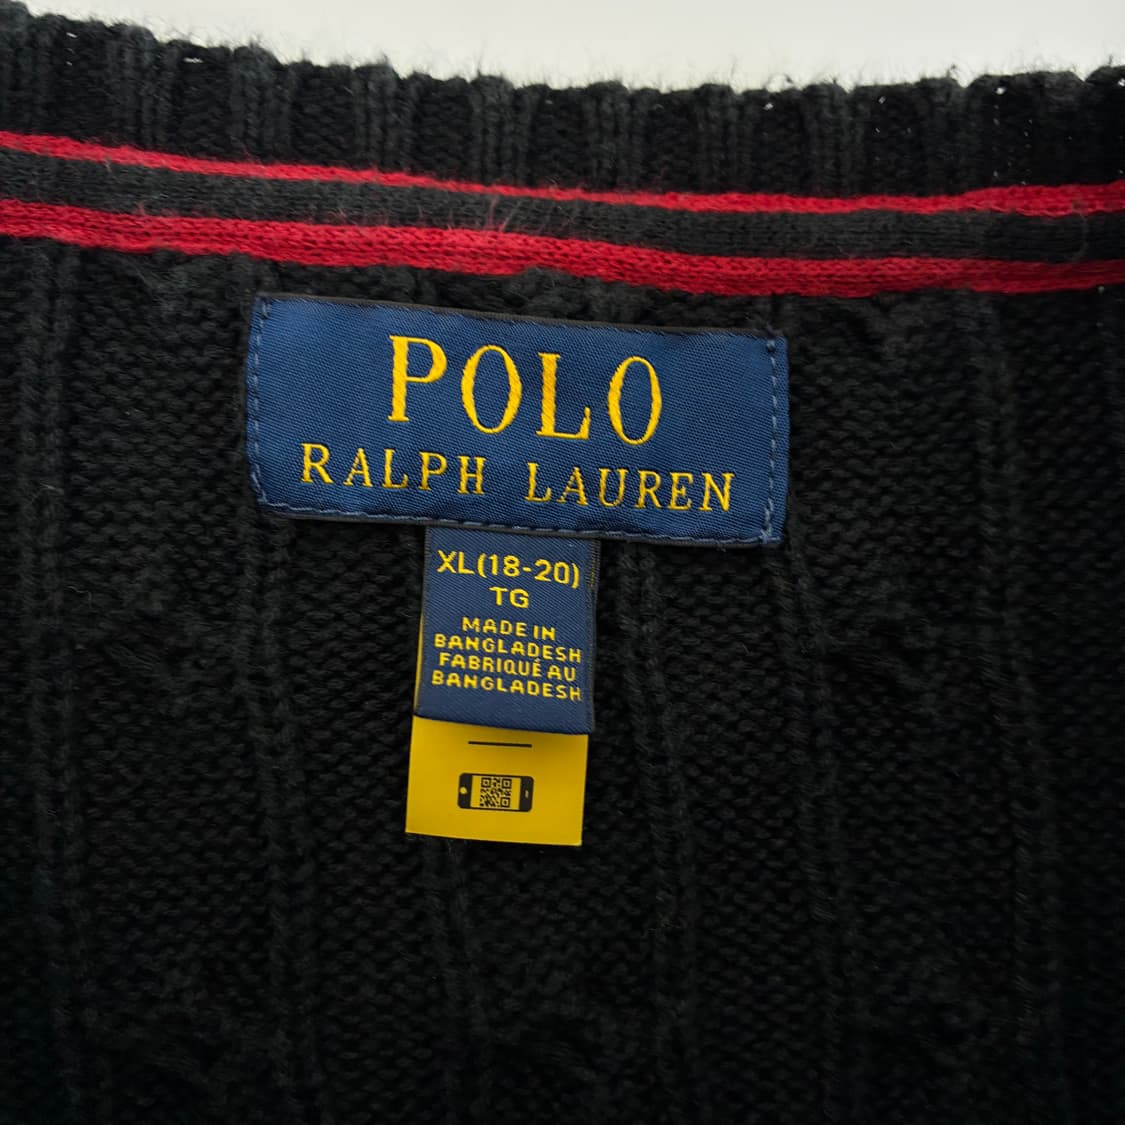 POLO
RALPH LAUREN
XL(18-20)
TG
MADE IN
BANGLADESH
FABRIQUÉ AU
BANGLADESH